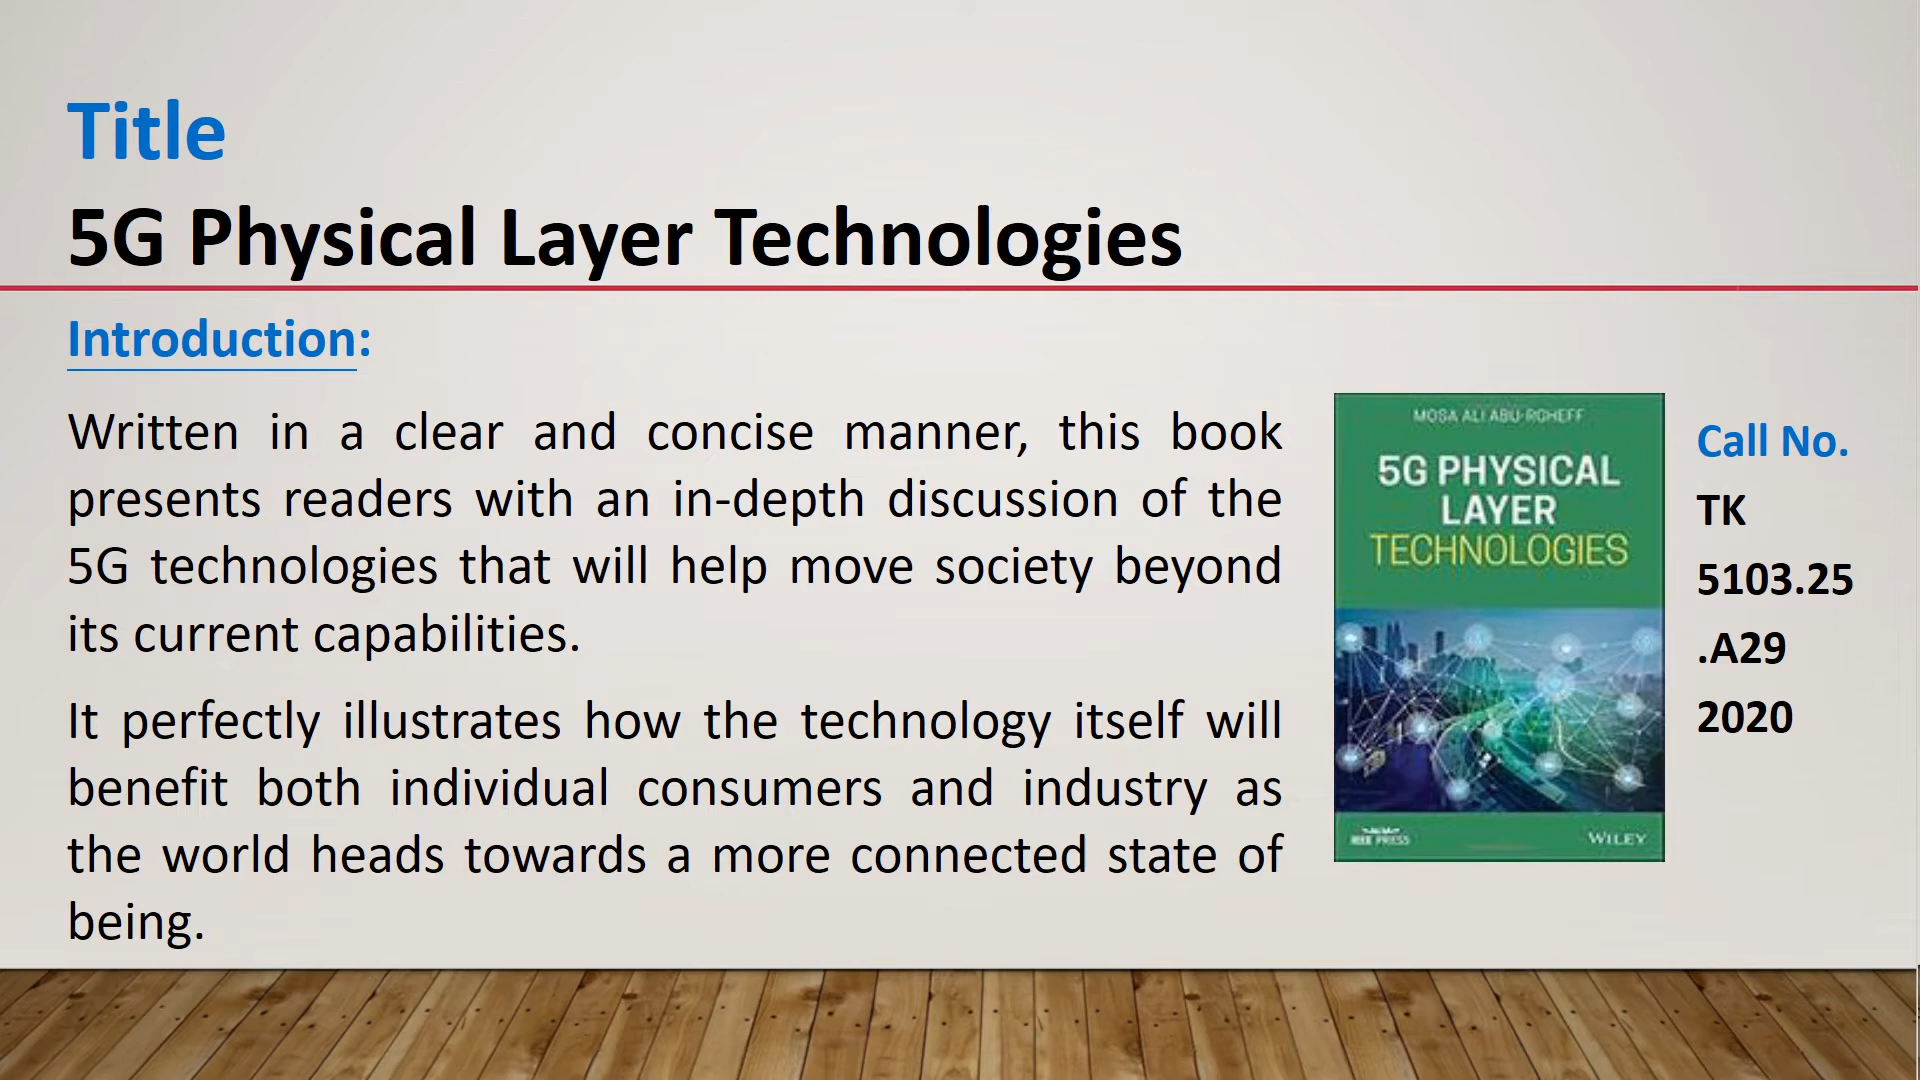 Title
5G Physical Layer Technologies
Introduction:
Written in a clear and concise manner, this book
presents readers with an in-depth discussion of the
5G technologies that will help move society beyond
its current capabilities.
It perfectly illustrates how the technology itself will
benefit both individual consumers and industry as
the world heads towards a more connected state of
being.
MOSA ALI ABU-RGHEFF
5G PHYSICAL
LAYER
TECHNOLOGIES
IEEE PRESS
WILEY
Call No.
TK
5103.25
.A29
2020